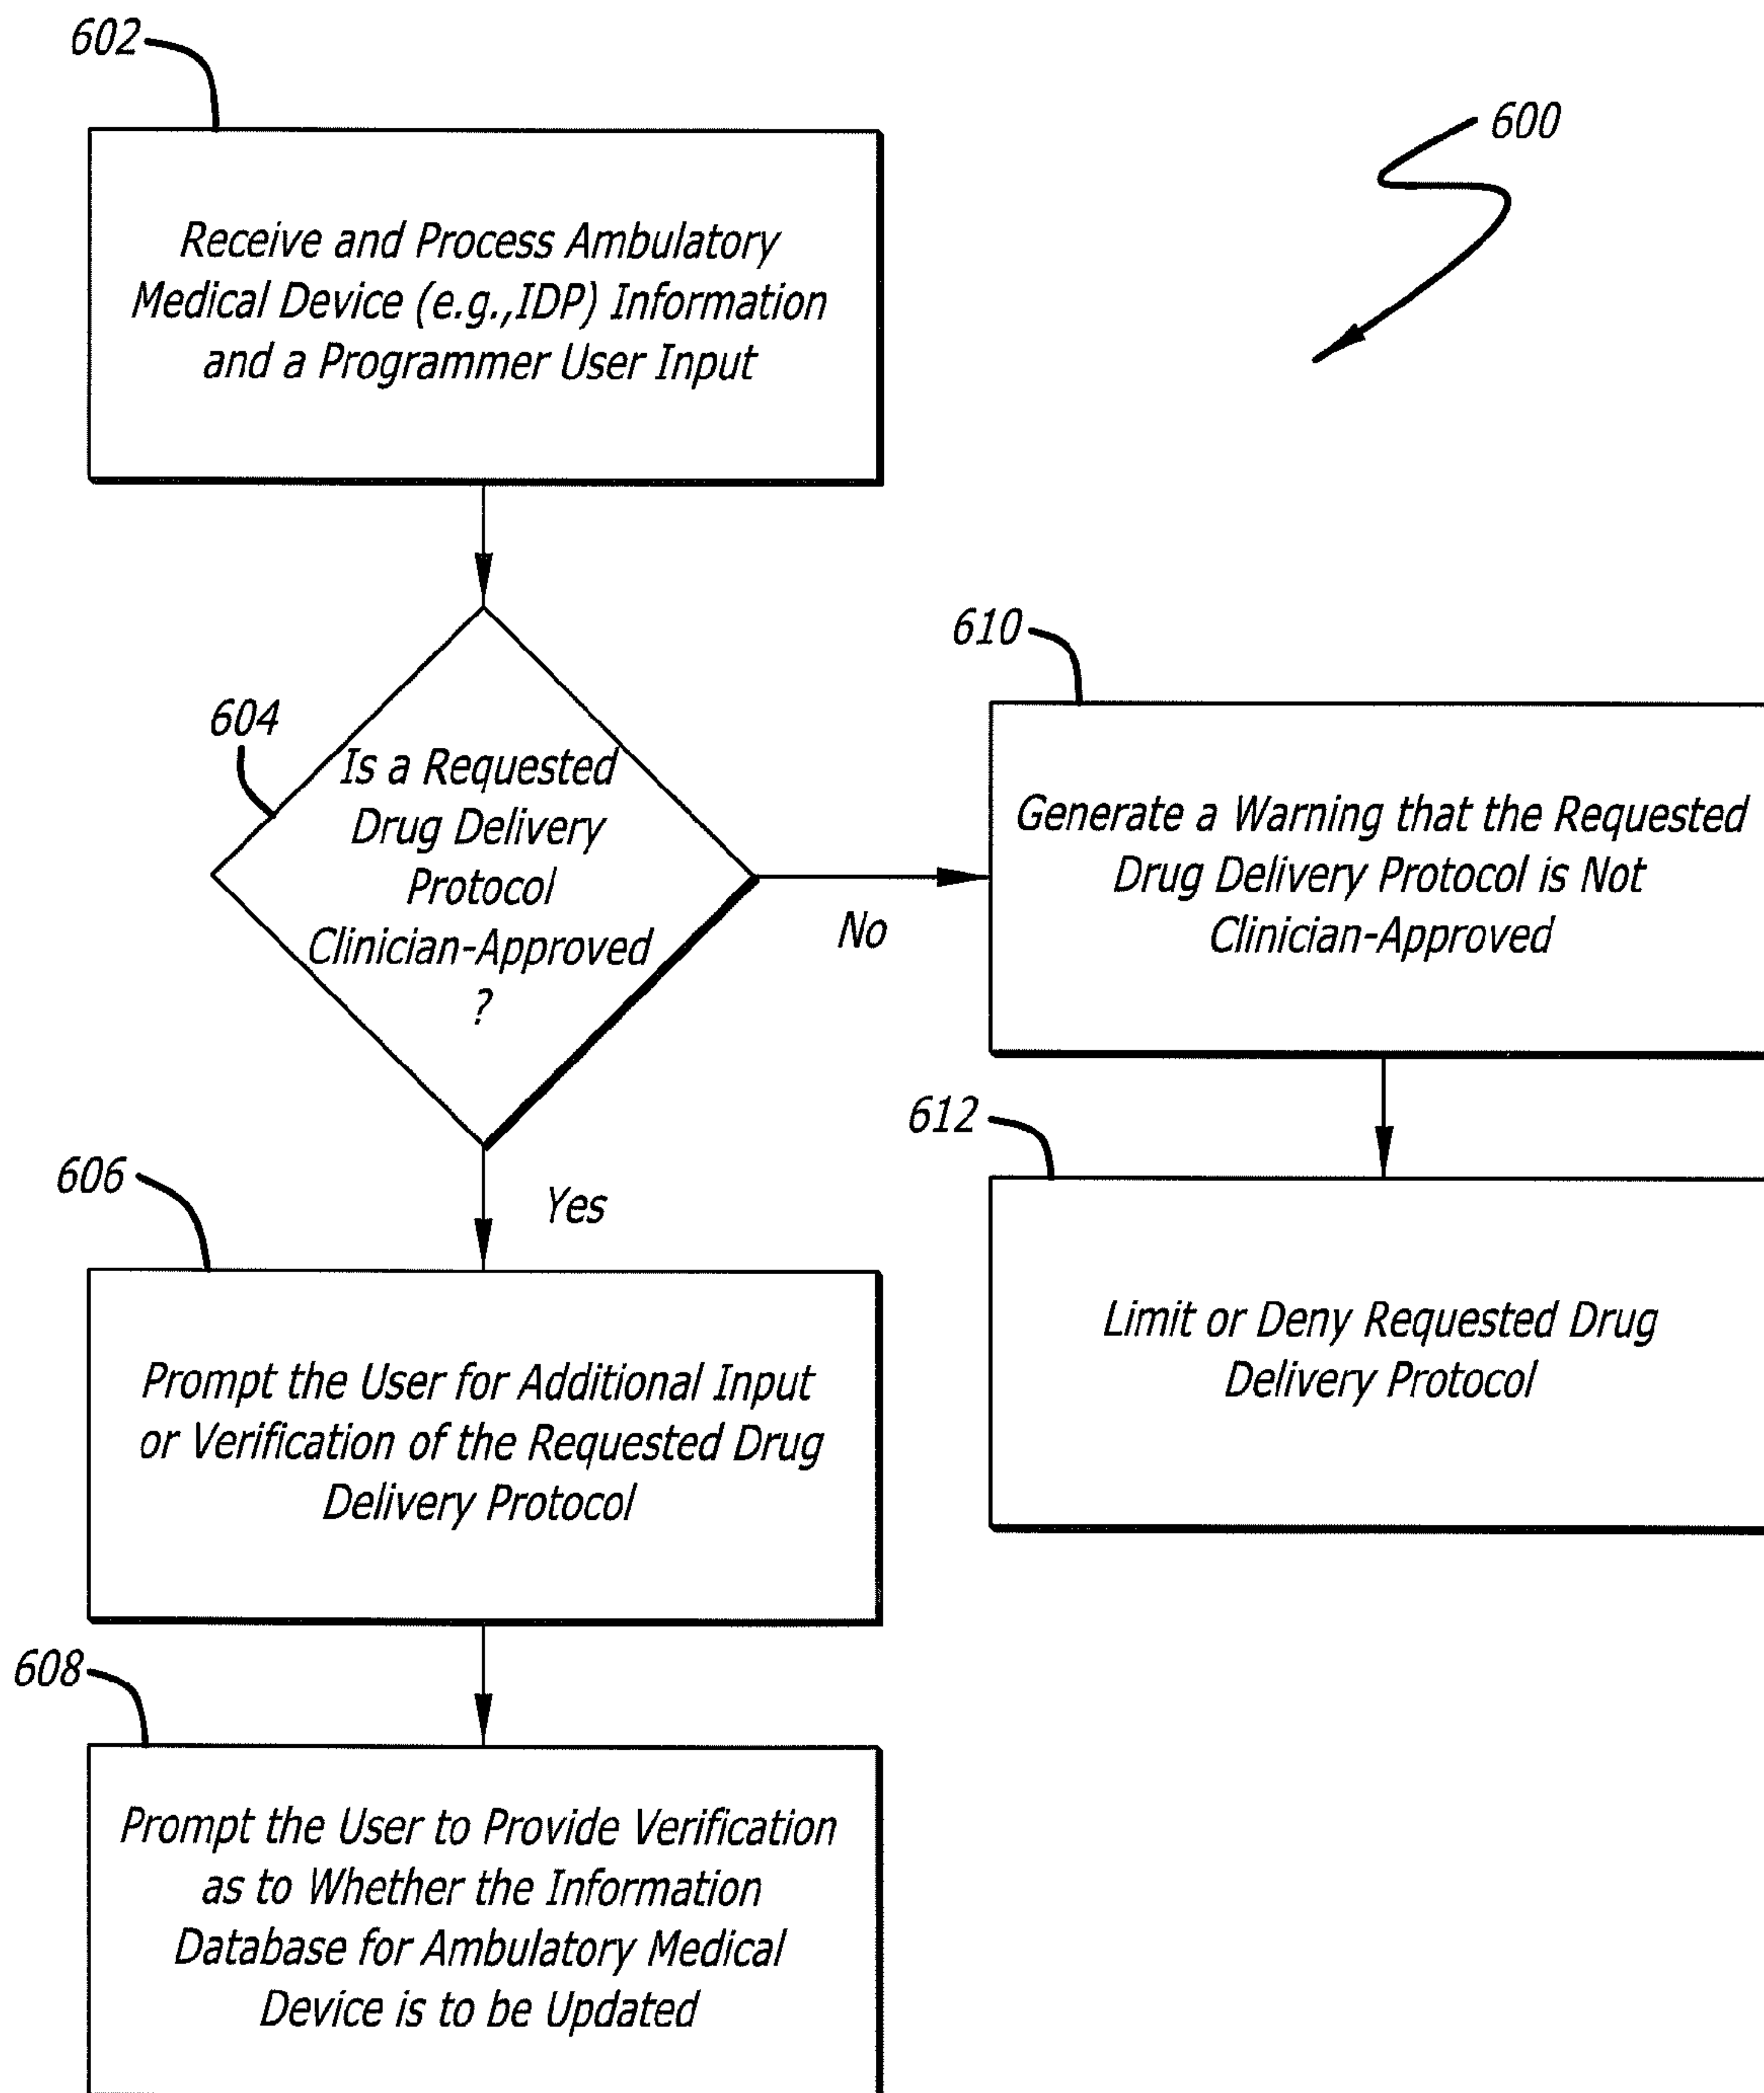 602
600
Receive and Process Ambulatory
Medical Device (e.g.,IDP) Information
and a Programmer User Input
604
Is a Requested
Drug Delivery
Protocol
Clinician-Approved
?
No
Yes
610
Generate a Warning that the Requested
Drug Delivery Protocol is Not
Clinician-Approved
612
Limit or Deny Requested Drug
Delivery Protocol
606
Prompt the User for Additional Input
or Verification of the Requested Drug
Delivery Protocol
608
Prompt the User to Provide Verification
as to Whether the Information
Database for Ambulatory Medical
Device is to be Updated